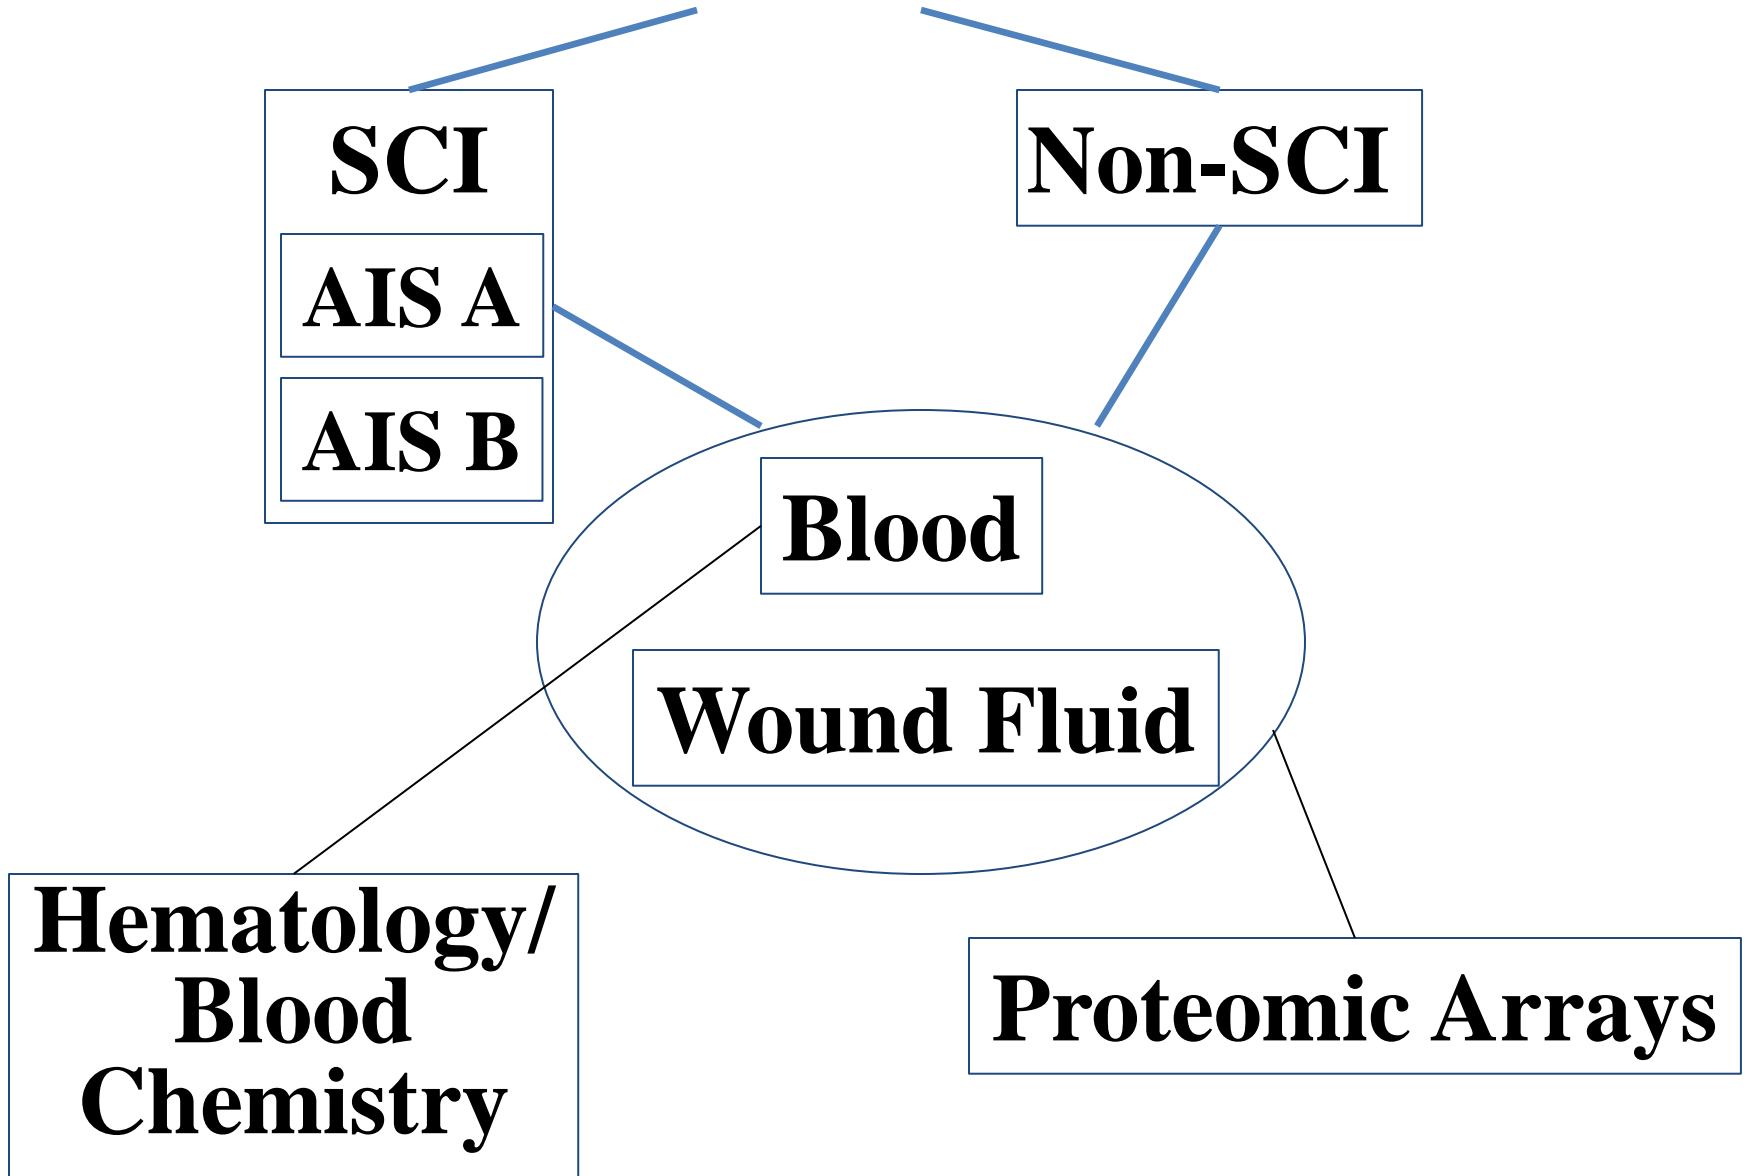 SCI
Non-SCI
AIS A
AIS B
Blood
Wound Fluid
Hematology/
Blood
Chemistry
Proteomic Arrays